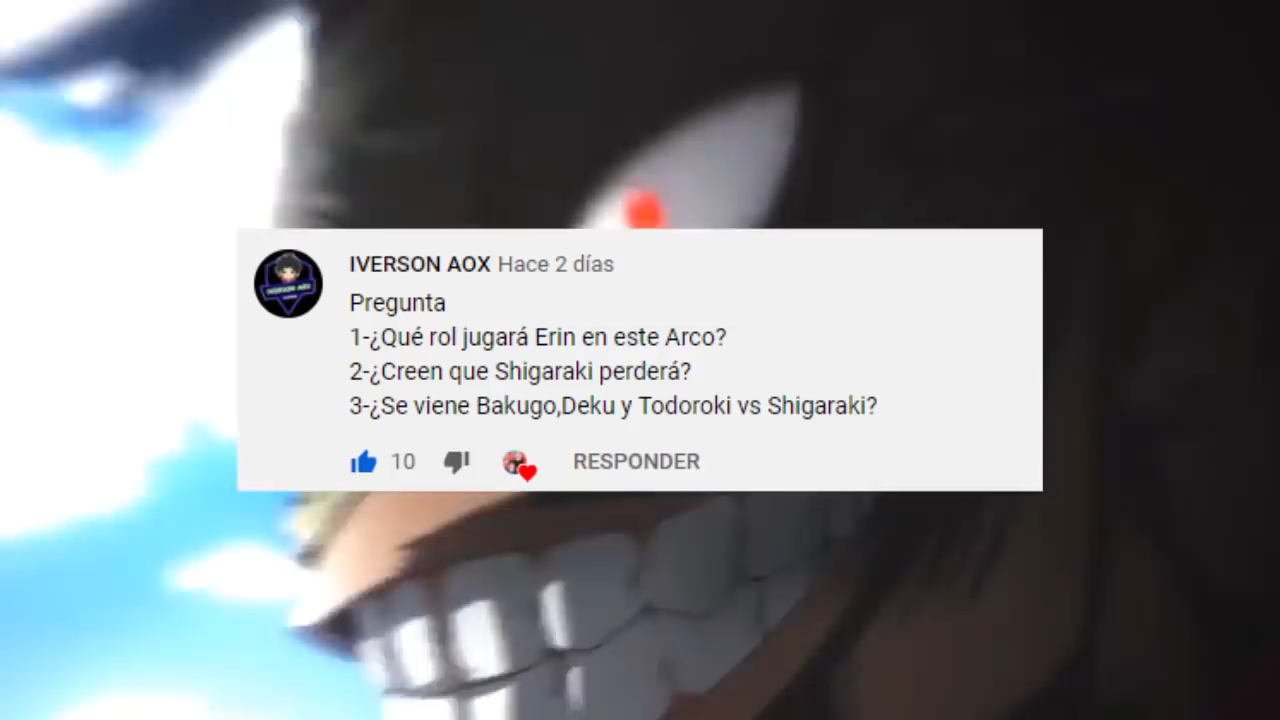 IVERSON AOX Hace 2 días
Pregunta
1-¿Qué rol jugará Erin en este Arco?
2-¿Creen que Shigaraki perderá?
3-¿Se viene Bakugo,Deku y Todoroki vs Shigaraki?
10 RESPONDER